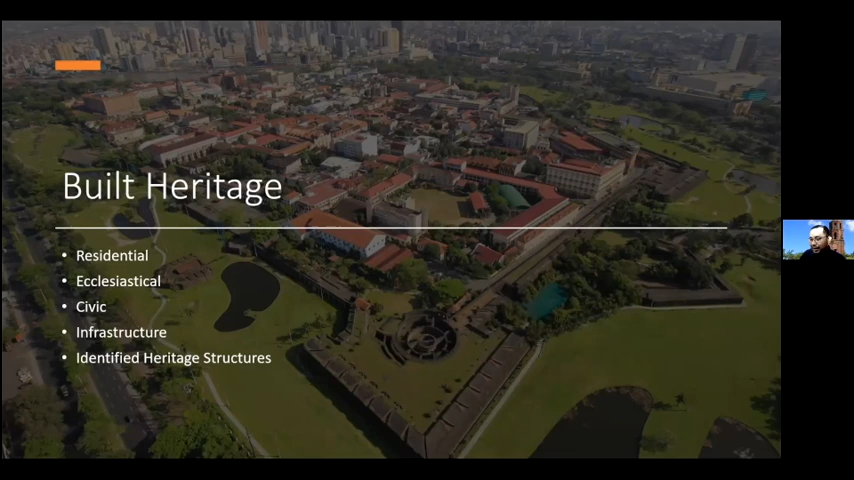 Built Heritage
• Residential
• Ecclesiastical
• Civic
• Infrastructure
• Identified Heritage Structures